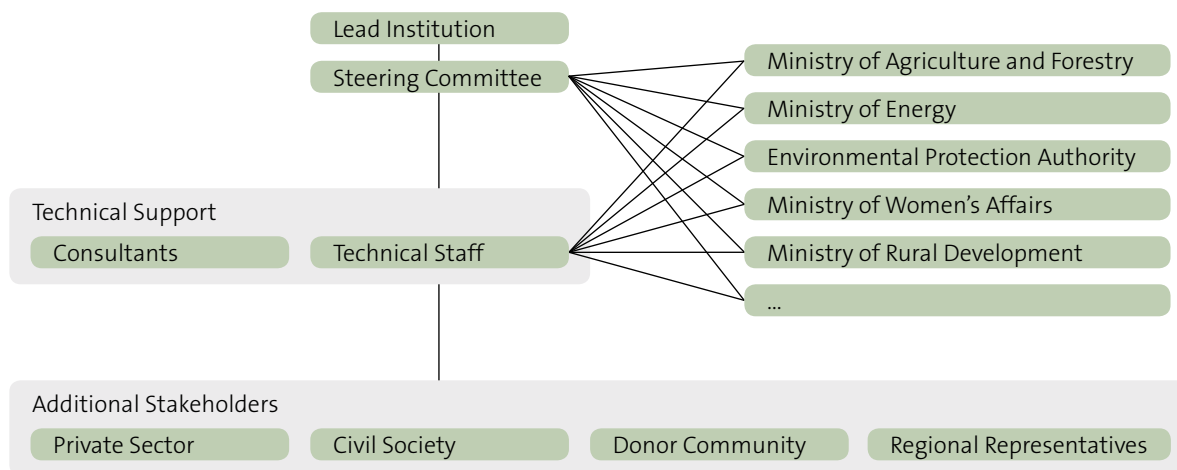 Lead Institution
Steering Committee
Ministry of Agriculture and Forestry
Ministry of Energy
Environmental Protection Authority
Ministry of Women’s Affairs
Ministry of Rural Development
...
Technical Support
Consultants
Technical Staff
Additional Stakeholders
Private Sector
Civil Society
Donor Community
Regional Representatives